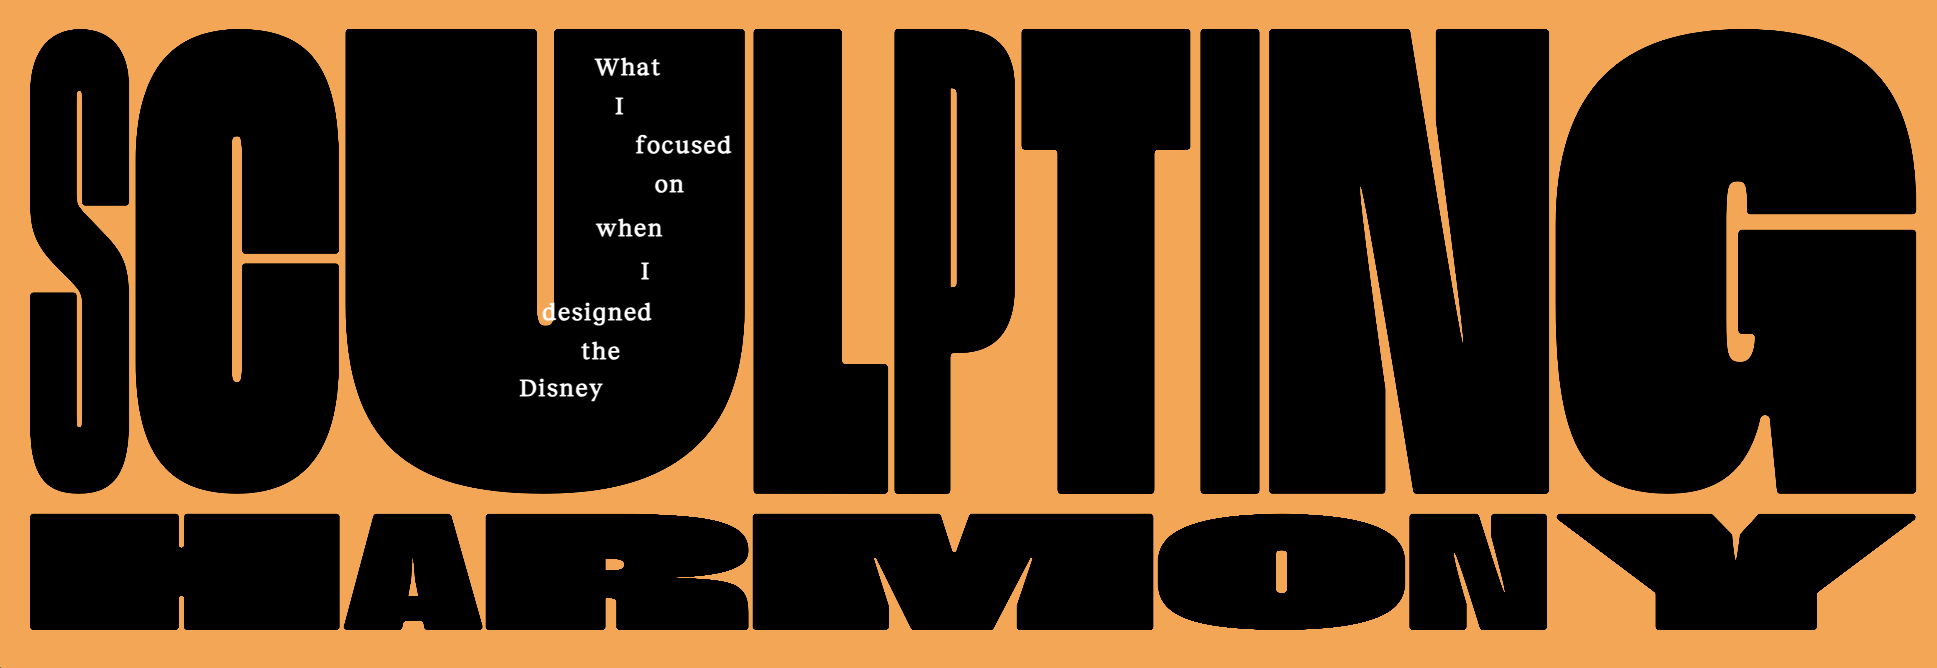 SCULPTING
HARMONY
What
I
focused
on
when
I
designed
the
Disney